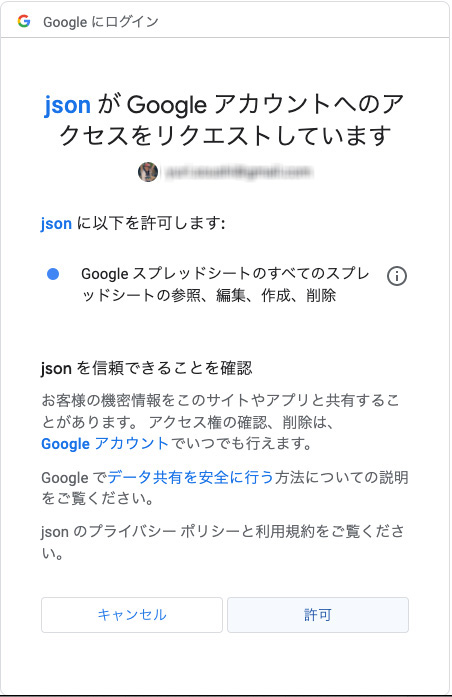 Google にログイン
json が Google アカウントへのア
クセスをリクエストしています
json に以下を許可します:
Google スプレッドシートのすべてのスプレ
ッドシートの参照、編集、作成、削除
json を信頼できることを確認
お客様の機密情報をこのサイトやアプリと共有するこ
とがあります。 アクセス権の確認、削除は、
Google アカウントでいつでも行えます。
Google でデータ共有を安全に行う方法についての説明
をご覧ください。
json のプライバシー ポリシーと利用規約をご覧くださ
い。
キャンセル
許可